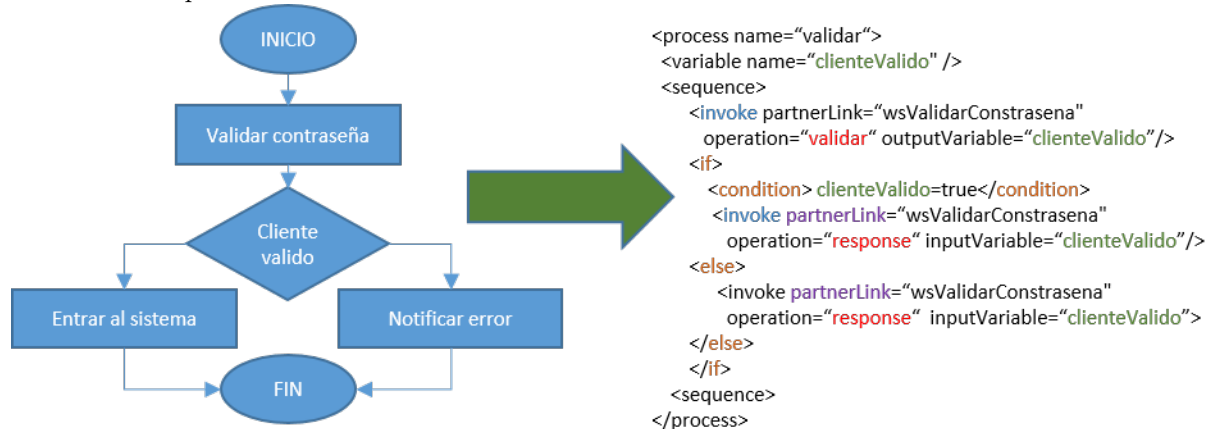 INICIO
Validar contraseña
Cliente
valido
Entrar al sistema
Notificar error
FIN
<process name=“validar“>
<variable name=“clienteValido" />
<sequence>
<invoke partnerLink=“wsValidarConstrasena"
operation=“validar“ outputVariable=“clienteValido”/>
<if>
<condition> clienteValido=true</condition>
<invoke partnerLink=“wsValidarConstrasena"
operation=“response“ inputVariable=“clienteValido”/>
<else>
<invoke partnerLink=“wsValidarConstrasena"
operation=“response“ inputVariable=“clienteValido”>
</else>
</if>
<sequence>
</process>